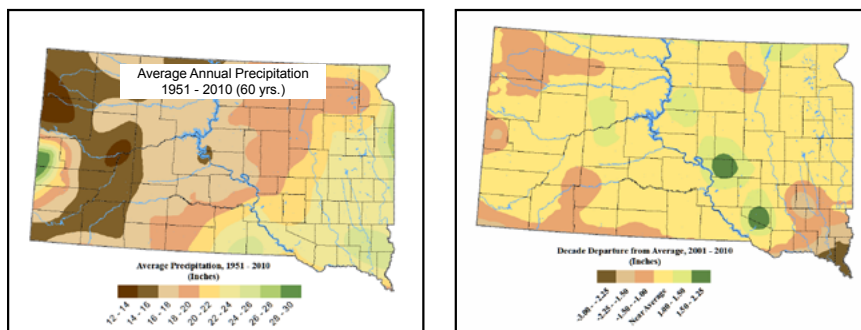 Average Annual Precipitation
1951 - 2010 (60 yrs.)
Average Precipitation, 1951 - 2010
(Inches)
12 - 14
14 - 16
16 - 18
18 - 20
20 - 22
22 - 24
24 - 26
26 - 28
28 - 30
Decade Departure from Average, 2001 - 2010
(Inches)
-3.00 - -2.25
-2.25 - -1.50
-1.50 - -1.00
Near Average
1.00 - 1.50
1.50 - 2.25